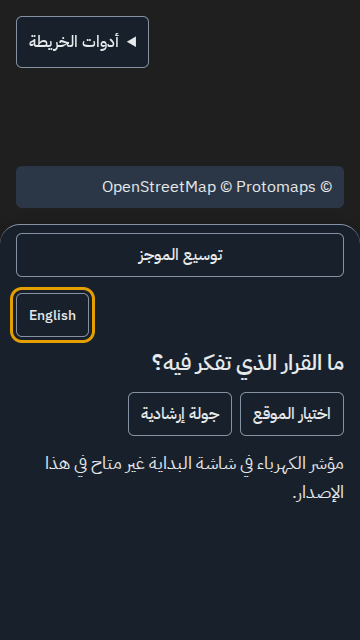 أدوات الخريطة
© OpenStreetMap © Protomaps
توسيع الموجز
English
ما القرار الذي تفكر فيه؟
اختيار الموقع
جولة إرشادية
مؤشر الكهرباء في شاشة البداية غير متاح في هذا
الإصدار.